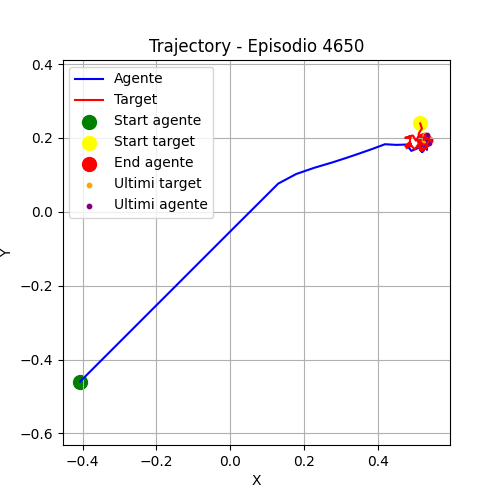 Trajectory - Episodio 4650
Agente
Target
Start agente
Start target
End agente
Ultimi target
Ultimi agente
0.4
0.2
0.0
−0.2
−0.4
−0.6
Y
−0.4
−0.2
0.0
0.2
0.4
X